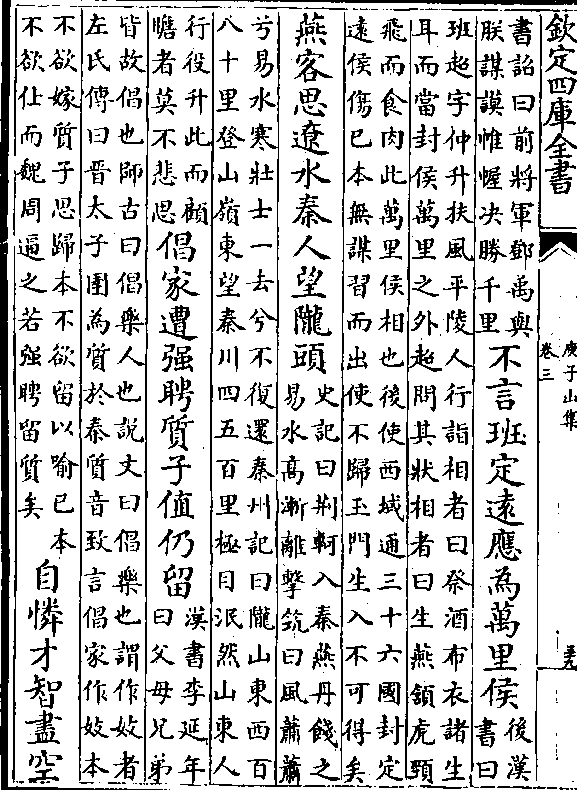 欽定四庫全書
庾子山集
卷三
書詔曰前將軍鄧禹與
朕謀謨帷幄決勝千里
不言班定遠應為萬里侯
後漢
書曰
班超字仲升扶風平陵人行詣相者曰祭酒布衣諸生
耳而當封侯萬里之外超問其狀相者曰生燕頷虎頸
飛而食肉此萬里侯相也後使西域通三十六國封定
遠侯傷已本無謀習而出使不歸玉門生入不可得矣
燕客思遼水秦人望隴頭
史記曰荆軻入秦燕丹餞之
易水高漸離擊筑曰風蕭蕭
兮易水寒壯士一去兮不復還秦州記曰隴山東西百
八十里登山嶺東望秦川四五百里極目泯然山東人
行役升此而顧
瞻者莫不悲思
倡家遭强聘質子值仍留
漢書李延年
曰父母兄弟
皆故倡也師古曰倡樂人也説文曰倡樂也謂作妓者
左氏傳曰晉太子圉為質於秦質音致言倡家作妓本
不欲嫁質子思歸本不欲留以喻已本
不欲仕而魏周逼之若强聘留質矣
自憐才智盡空